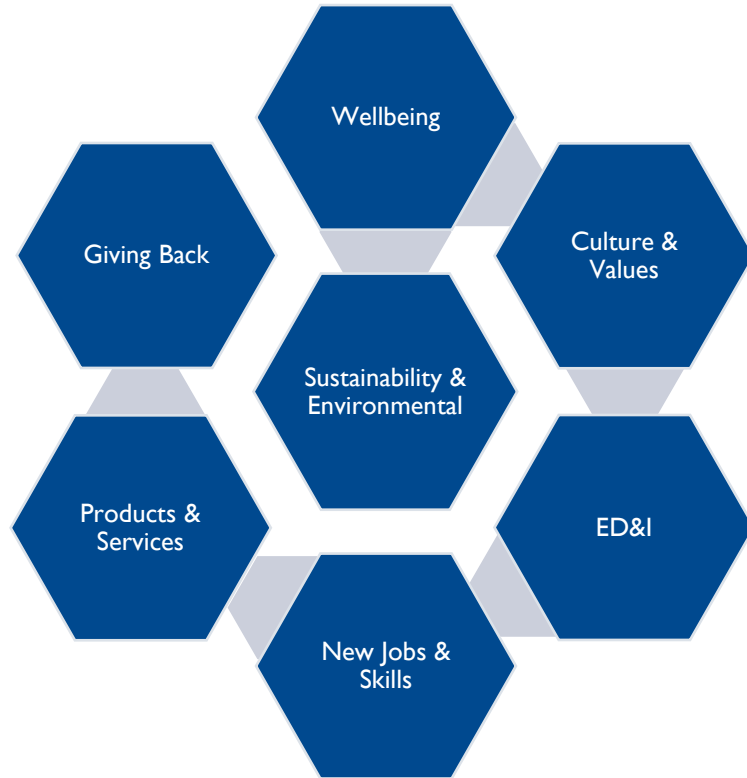 Wellbeing
Giving Back
Culture &
Values
Sustainability &
Environmental
Products &
Services
ED&I
New Jobs &
Skills